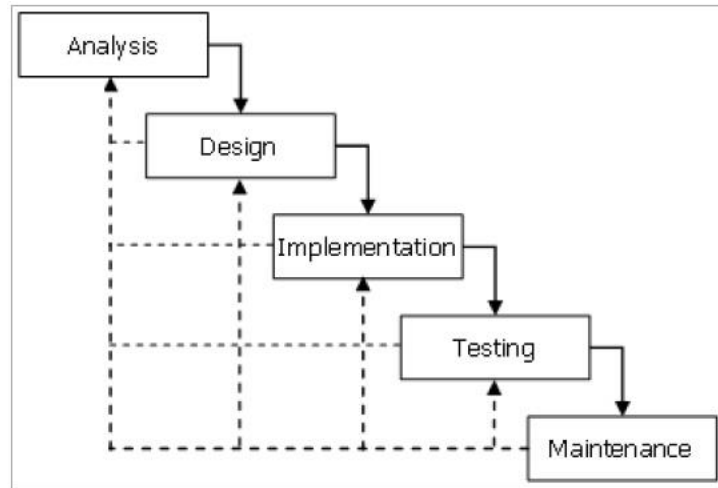 Analysis
Design
Implementation
Testing
Maintenance